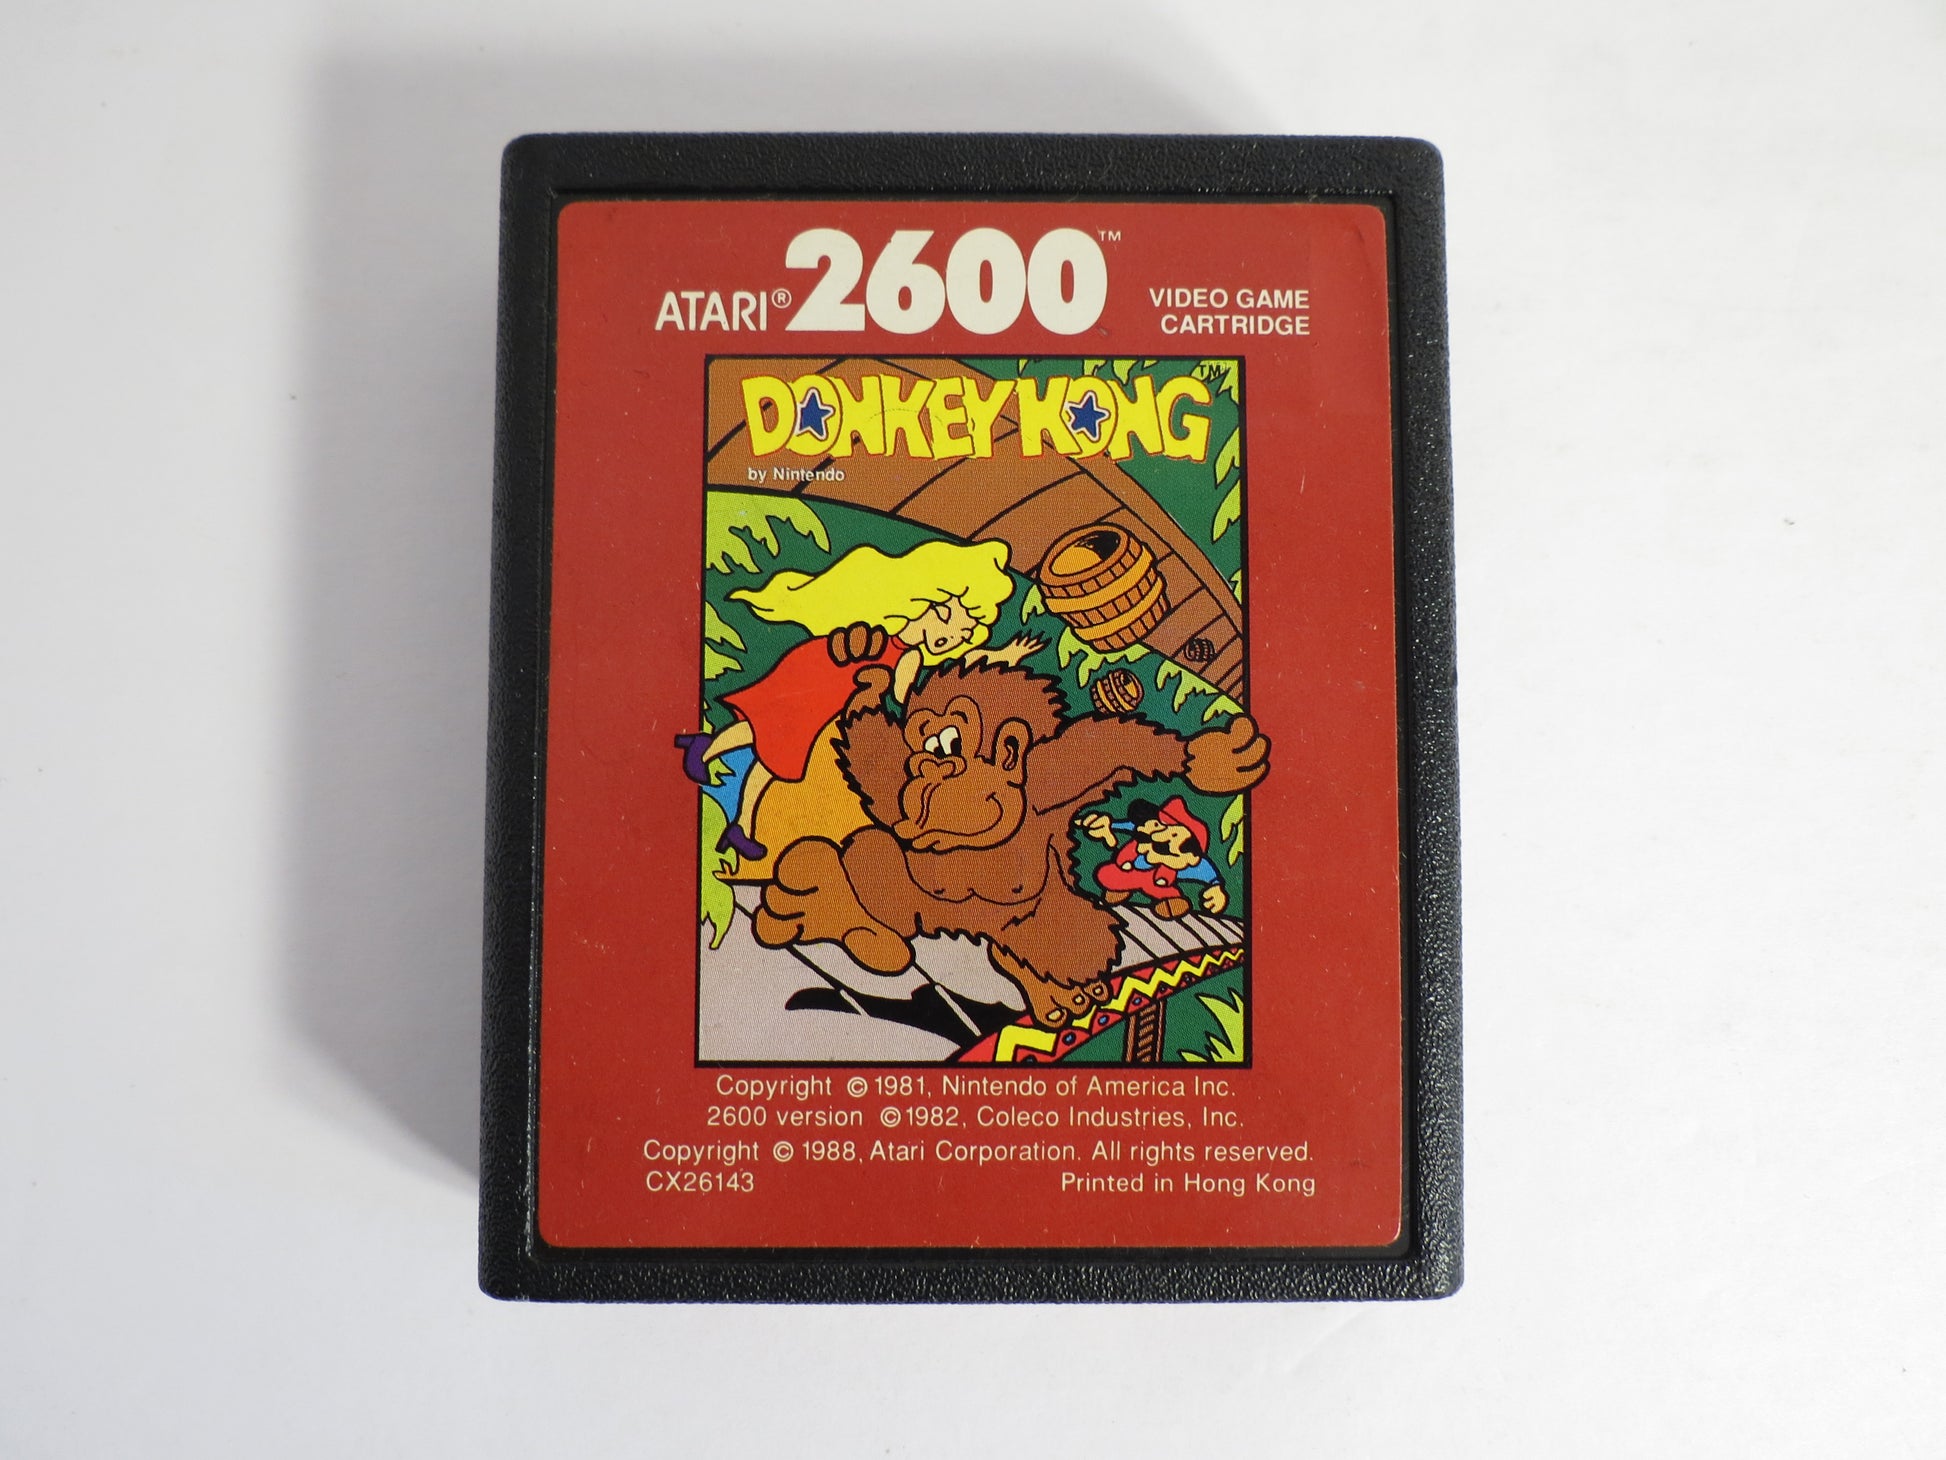 ATARI® 2600™ VIDEO GAME
CARTRIDGE
DONKEY KONG™
by Nintendo
Copyright © 1981, Nintendo of America Inc.
2600 version © 1982, Coleco Industries, Inc.
Copyright © 1988, Atari Corporation. All rights reserved.
CX26143 Printed in Hong Kong